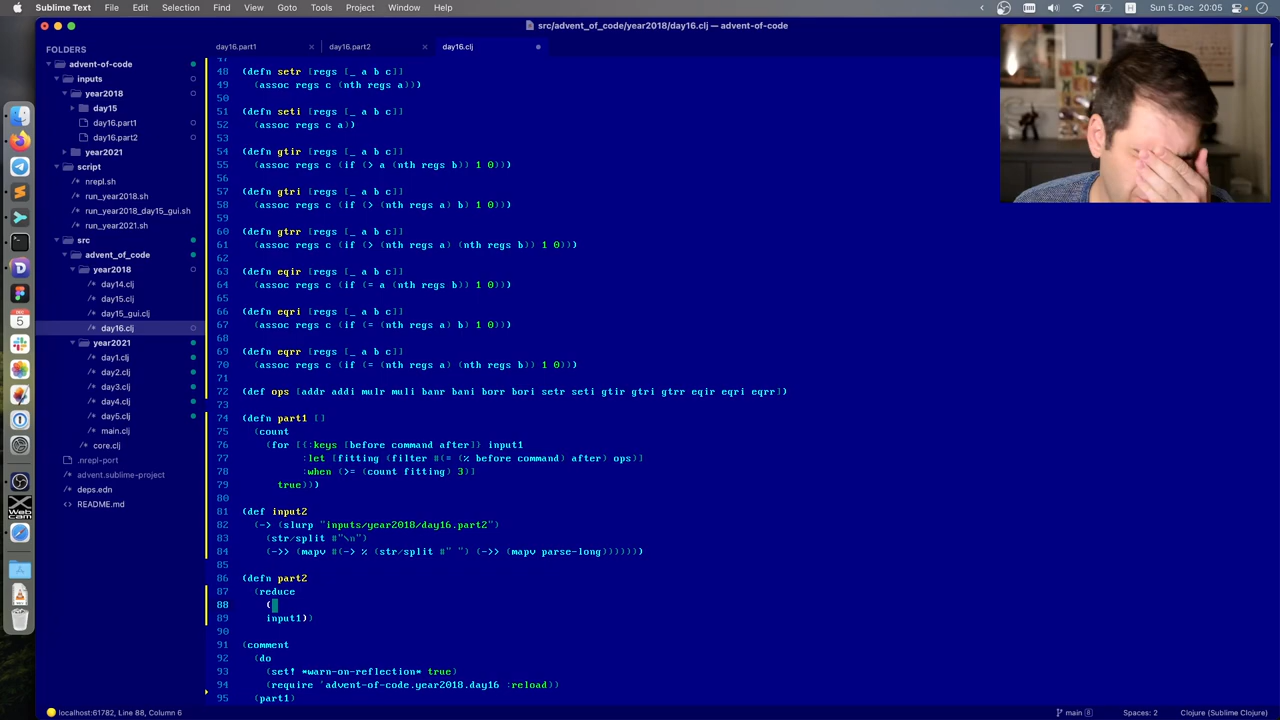 Sublime Text File Edit Selection Find View Goto Tools Project Window Help
Sun 5. Dec 20:05
src/advent_of_code/year2018/day16.clj — advent-of-code
FOLDERS
advent-of-code
inputs
year2018
day15
day16.part1
day16.part2
year2021
script
nrepl.sh
run_year2018.sh
run_year2018_day15_gui.sh
run_year2021.sh
src
advent_of_code
year2018
day14.clj
day15.clj
day15_gui.clj
day16.clj
year2021
day1.clj
day2.clj
day3.clj
day4.clj
day5.clj
main.clj
core.clj
.nrepl-port
advent.sublime-project
deps.edn
README.md
day16.part1 day16.part2 day16.clj
47
48 (defn setr [regs [_ a b c]]
49 (assoc regs c (nth regs a)))
50
51 (defn seti [regs [_ a b c]]
52 (assoc regs c a))
53
54 (defn gtir [regs [_ a b c]]
55 (assoc regs c (if (> a (nth regs b)) 1 0)))
56
57 (defn gtri [regs [_ a b c]]
58 (assoc regs c (if (> (nth regs a) b) 1 0)))
59
60 (defn gtrr [regs [_ a b c]]
61 (assoc regs c (if (> (nth regs a) (nth regs b)) 1 0)))
62
63 (defn eqir [regs [_ a b c]]
64 (assoc regs c (if (= a (nth regs b)) 1 0)))
65
66 (defn eqri [regs [_ a b c]]
67 (assoc regs c (if (= (nth regs a) b) 1 0)))
68
69 (defn eqrr [regs [_ a b c]]
70 (assoc regs c (if (= (nth regs a) (nth regs b)) 1 0)))
71
72 (def ops [addr addi mulr muli banr bani borr bori setr seti gtir gtri gtrr eqir eqri eqrr])
73
74 (defn part1 []
75 (count
76 (for [{:keys [before command after]} input1
77 :let [fitting (filter #(= (% before command) after) ops)]
78 :when (>= (count fitting) 3)]
79 true)))
80
81 (def input2
82 (-> (slurp "inputs/year2018/day16.part2")
83 (str/split #"\n")
84 (->> (mapv #(-> % (str/split #" ") (->> (mapv parse-long))))))
85
86 (defn part2
87 (reduce
88 (
89 input1))
90
91 (comment
92 (do
93 (set! *warn-on-reflection* true)
94 (require 'advent-of-code.year2018.day16 :reload))
95 (part1)
DEC
5
Web
cam
localhost:61782, Line 88, Column 6
main 8
Spaces: 2
Clojure (Sublime Clojure)